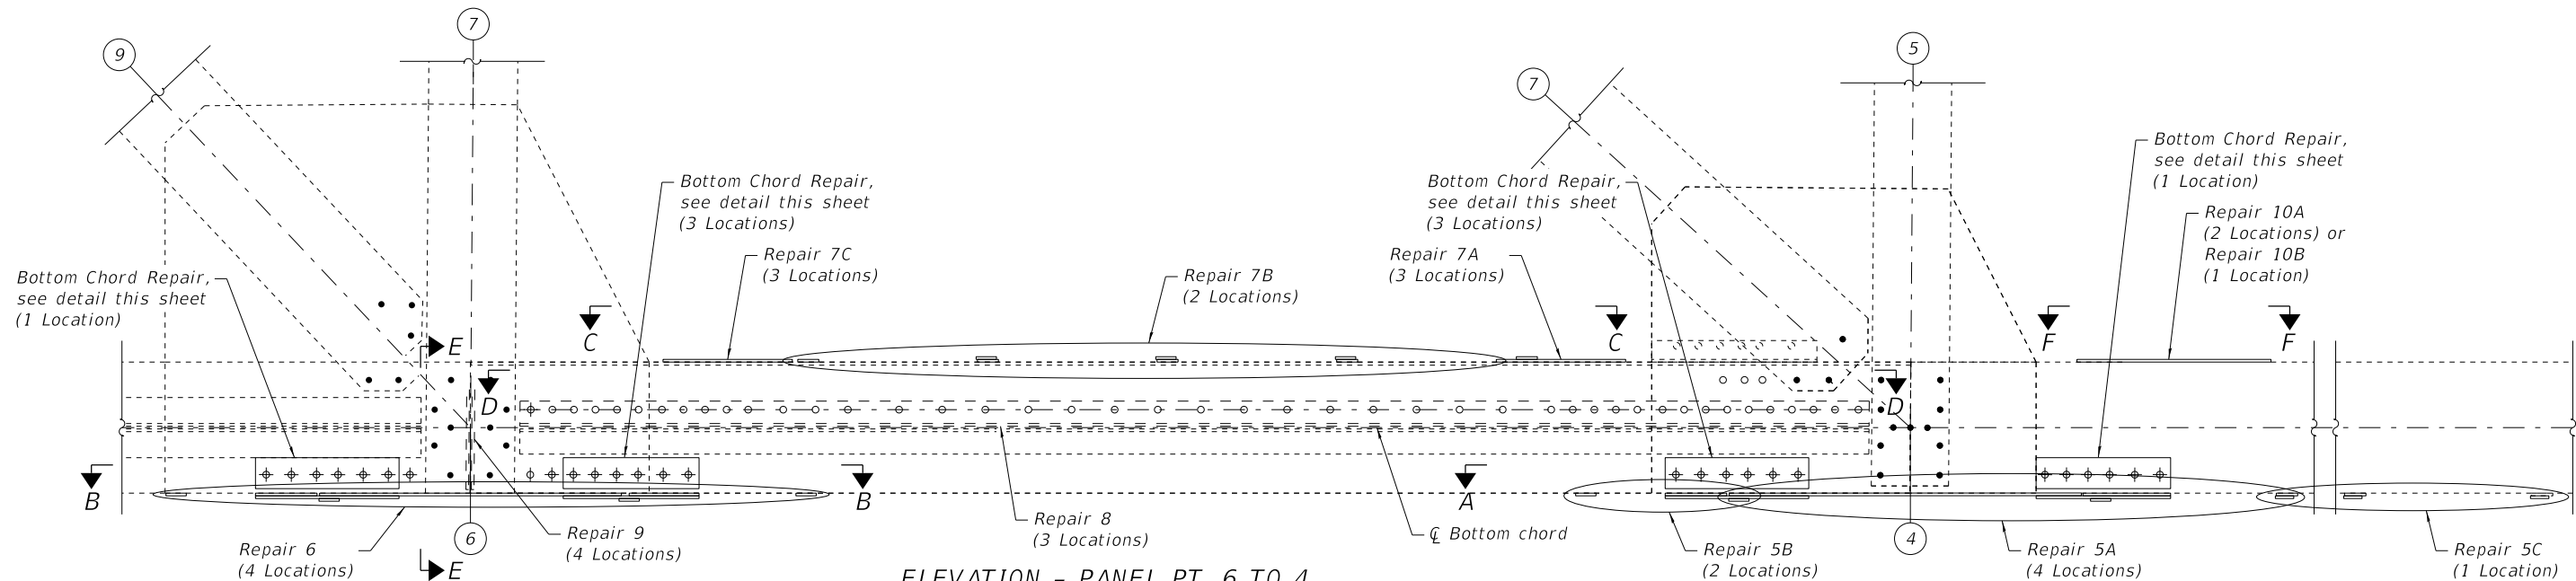 9
7
7
5
Bottom Chord Repair,
see detail this sheet
(1 Location)
Bottom Chord Repair,
see detail this sheet
(3 Locations)
Repair 7C
(3 Locations)
Repair 7B
(2 Locations)
Bottom Chord Repair,
see detail this sheet
(3 Locations)
Repair 7A
(3 Locations)
Bottom Chord Repair,
see detail this sheet
(1 Location)
Repair 10A
(2 Locations) or
Repair 10B
(1 Location)
E
C
C
F
F
D
D
B
B
A
Repair 6
(4 Locations)
E
6
Repair 9
(4 Locations)
Repair 8
(3 Locations)
℄ Bottom chord
Repair 5B
(2 Locations)
4
Repair 5A
(4 Locations)
Repair 5C
(1 Location)
ELEVATION - PANEL PT. 6 TO 4